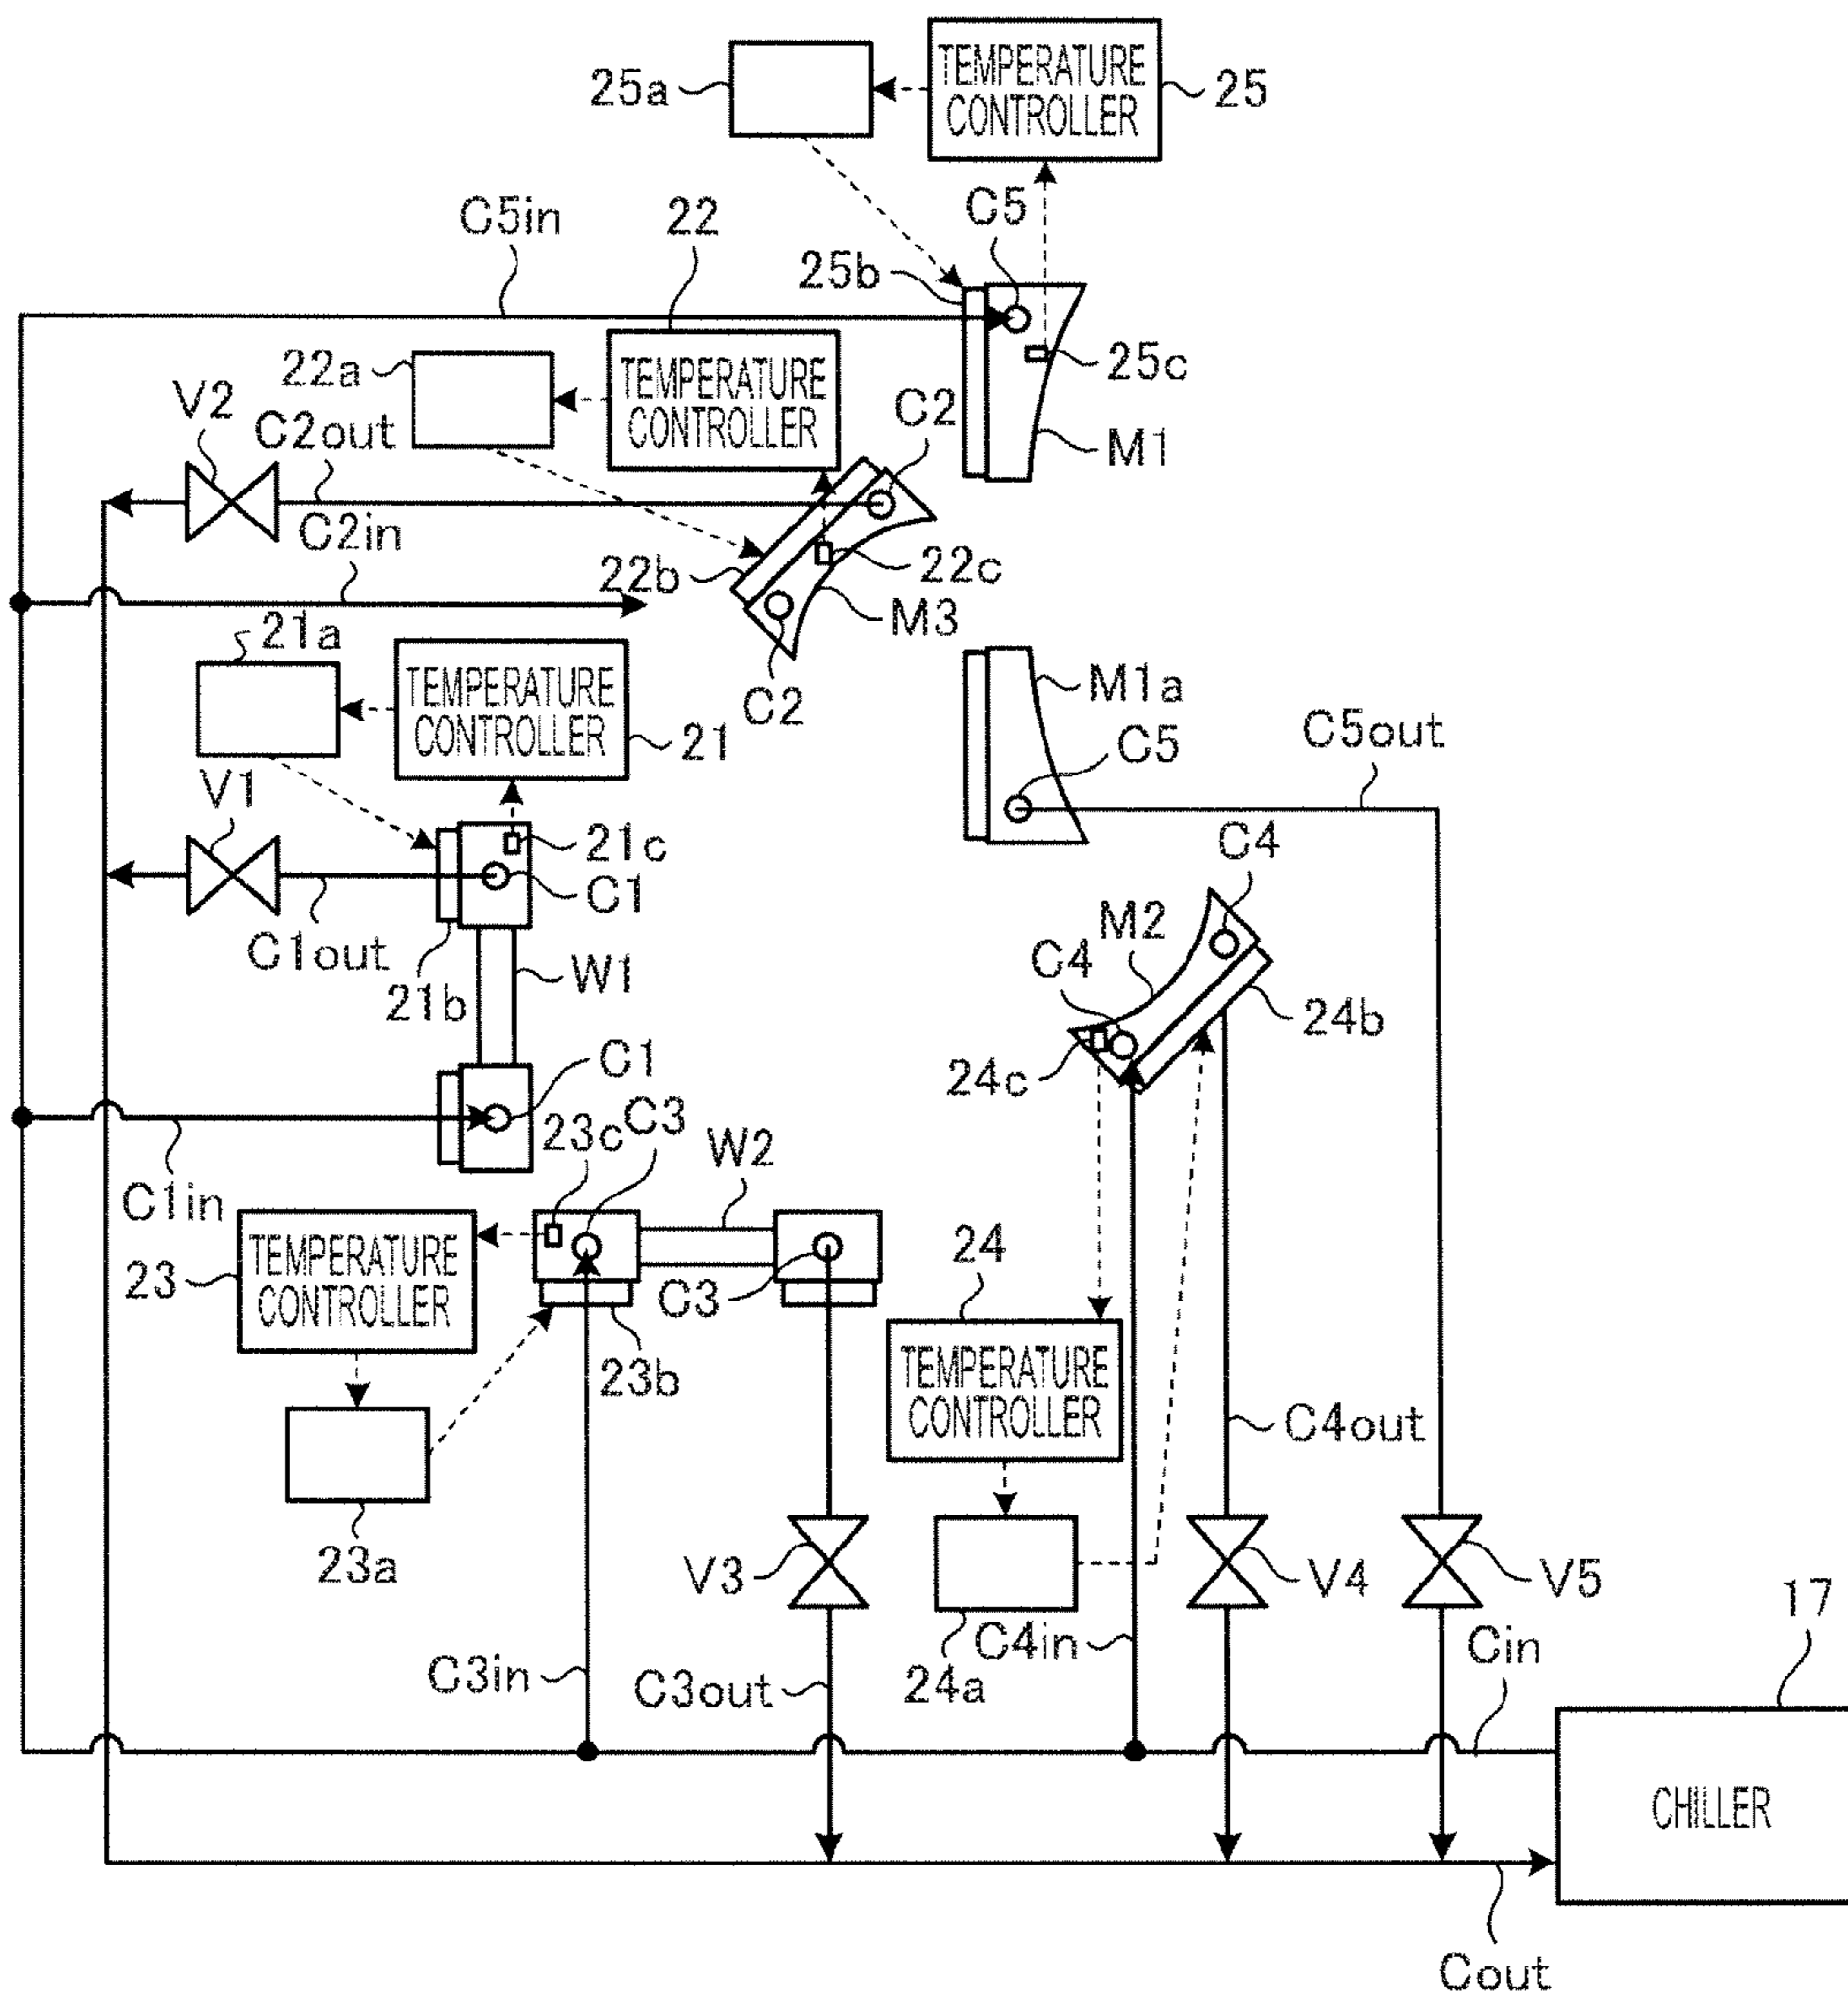 25a
TEMPERATURE
CONTROLLER
25
C5in
22
C5
25b
22a
TEMPERATURE
CONTROLLER
25c
V2
C2out
C2
M1
C2in
22b
22c
M3
21a
TEMPERATURE
CONTROLLER
21
C2
M1a
C5
C5out
V1
21c
C1
C4
C1out
21b
W1
M2
C4
24b
24c
C1
C1in
23c
C3
W2
TEMPERATURE
CONTROLLER
23
C3
24
23b
TEMPERATURE
CONTROLLER
C4out
23a
V3
V4
V5
17
C3in
C3out
24a
C4in
Cin
CHILLER
Cout